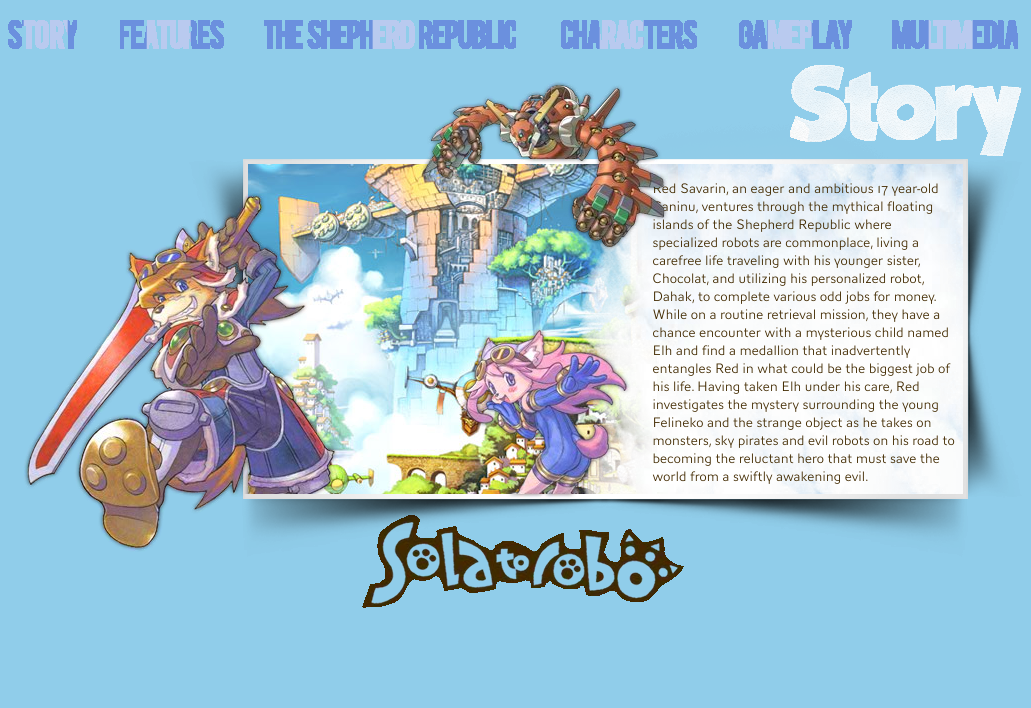 STORY FEATURES THE SHEPHERD REPUBLIC CHARACTERS GAMEPLAY MULTIMEDIA
Story
Red Savarin, an eager and ambitious 17 year-old
Caninu, ventures through the mythical floating
islands of the Shepherd Republic where
specialized robots are commonplace, living a
carefree life traveling with his younger sister,
Chocolat, and utilizing his personalized robot,
Dahak, to complete various odd jobs for money.
While on a routine retrieval mission, they have a
chance encounter with a mysterious child named
Elh and find a medallion that inadvertently
entangles Red in what could be the biggest job of
his life. Having taken Elh under his care, Red
investigates the mystery surrounding the young
Felineko and the strange object as he takes on
monsters, sky pirates and evil robots on his road to
becoming the reluctant hero that must save the
world from a swiftly awakening evil.
Solatorobo